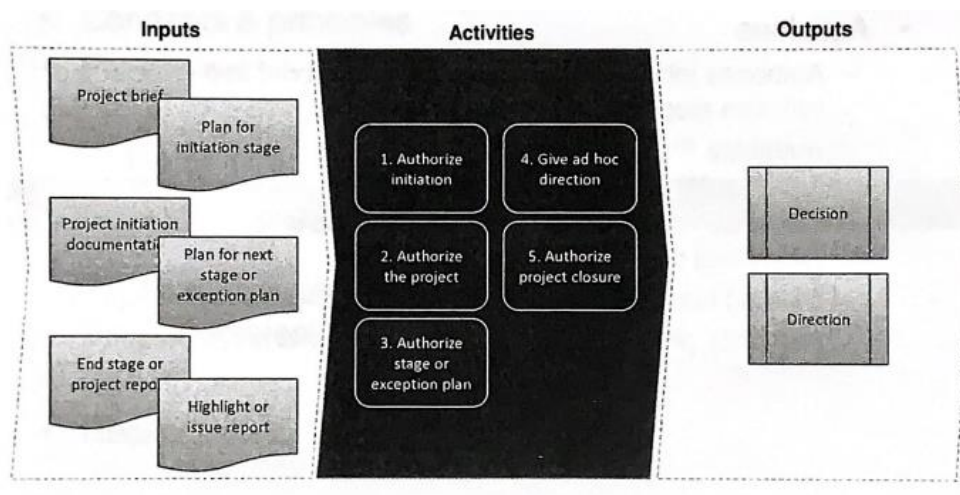 Inputs
Activities
Outputs
Project brief
Plan for
initiation stage
Project initiation
Plan for next
stage or
exception plan
End stage or
project
Highlight or
issue report
1. Authorize
initiation
2. Authorize
the project
3. Authorize
stage or
exception plan
4. Give ad hoc
direction
5. Authorize
project closure
Decision
Direction